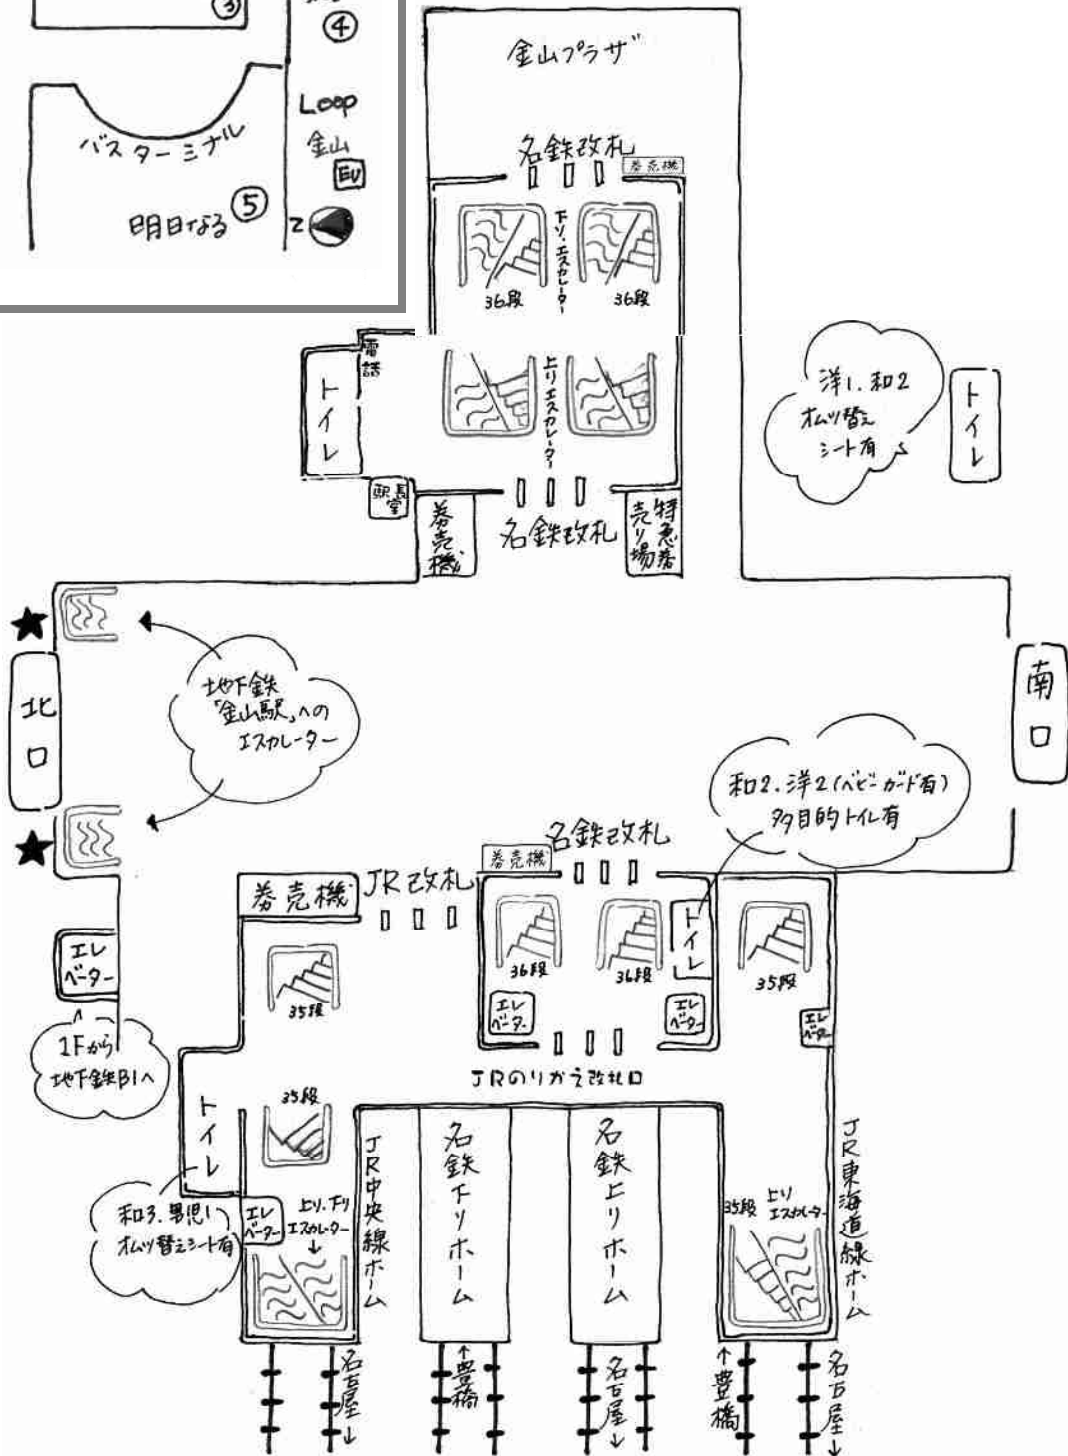 ③
④
Loop
金山
EV
バスターミナル
明日なる ⑤
Z
金山プラザ
名鉄改札
券売機
下り.エスカレーター
36段
36段
電話
トイレ
上りエスカレーター
洋1.和2
オムツ替え
シート有
トイレ
駅長室
券売機
名鉄改札
特急券
売り場
北口
地下鉄
「金山駅」への
エスカレーター
南口
和2.洋2(ベビーガード有)
多目的トイレ有
名鉄改札
券売機
券売機
JR改札
トイレ
35段
36段
36段
35段
エレベーター
エレベーター
エレベーター
エレベーター
1Fから
地下鉄B1へ
JRのりかえ改札口
35段
トイレ
JR中央線ホーム
名鉄下りホーム
名鉄上りホーム
JR東海道線ホーム
和3.男児1
オムツ替えシート有
エレベーター
上り.下り
エスカレーター
↓
35段
上り
エスカレーター
名古屋↓
↑豊橋
名古屋↓
↑豊橋
名古屋↓